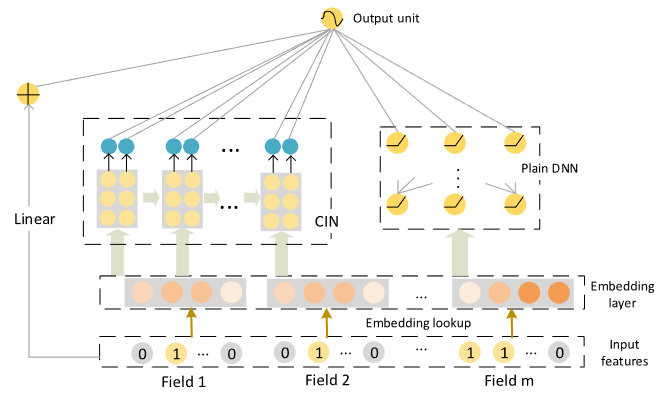 Output unit
...
Plain DNN
...
Linear
...
CIN
Embedding
layer
...
Embedding lookup
Input
features
0 1 ... 0
0 1 ... 0
...
1 1 ... 0
Field 1
Field 2
Field m